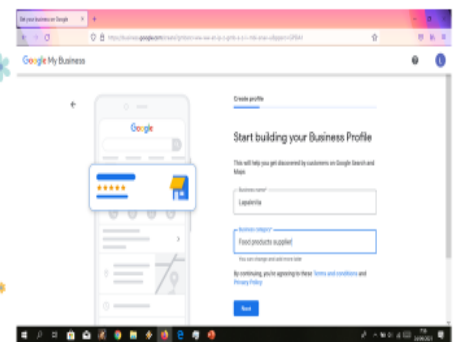 Get your business on Google
Google My Business
Create profile
Google
Start building your Business Profile
This will help you get discovered by customers on Google Search and
Maps
Business name*
Business category*
Food products supplier
You can change and add more later
By continuing, you're agreeing to these Terms and conditions and
Privacy Policy
Next